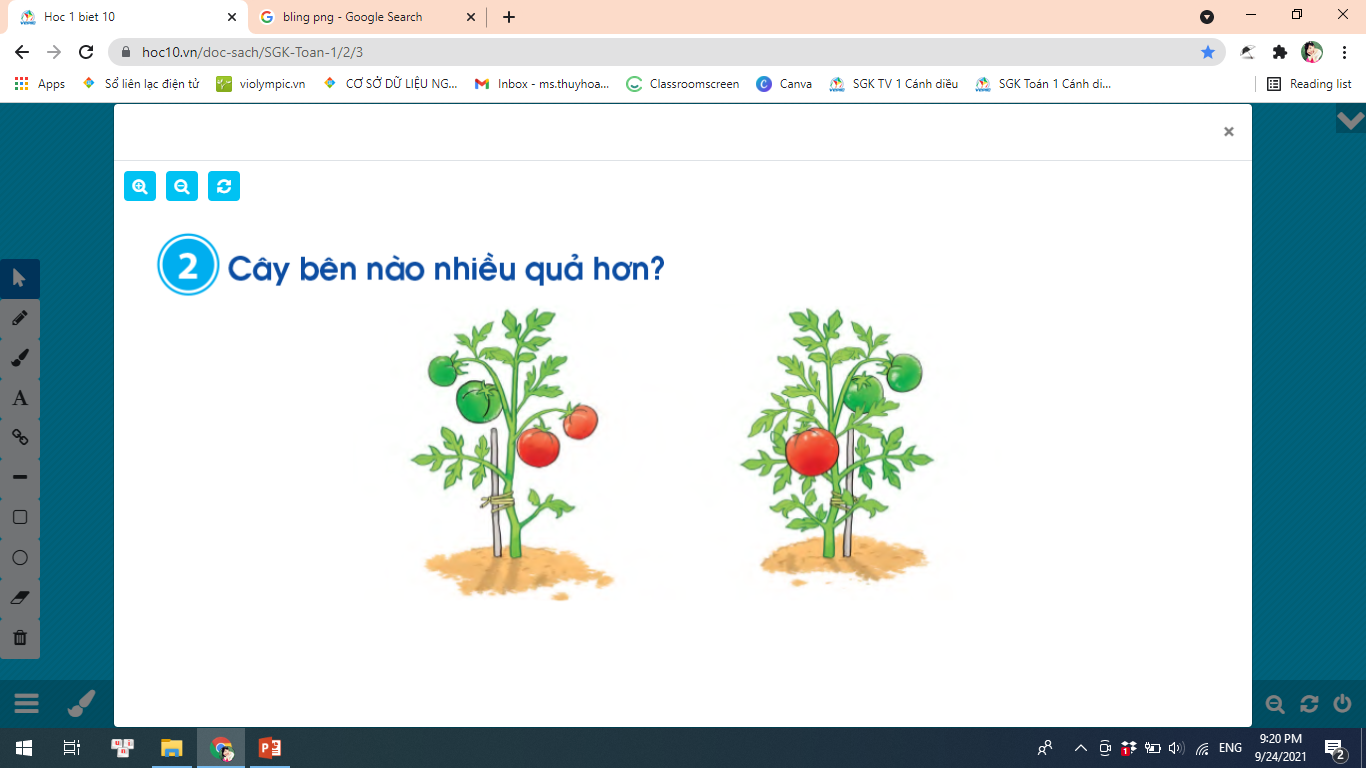 Hoc 1 biet 10
bling png - Google Search
hoc10.vn/doc-sach/SGK-Toan-1/2/3
Apps
Sổ liên lạc điện tử
violympic.vn
CƠ SỞ DỮ LIỆU NG...
Inbox - ms.thuyhoa...
Classroomscreen
Canva
SGK TV 1 Cánh diều
SGK Toán 1 Cánh di...
Reading list
2 Cây bên nào nhiều quả hơn?
A
ENG
9:20 PM
9/24/2021
2